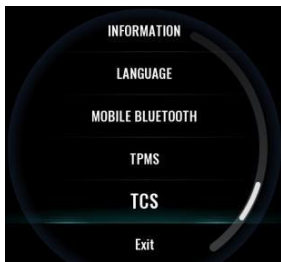 INFORMATION
LANGUAGE
MOBILE BLUETOOTH
TPMS
TCS
Exit